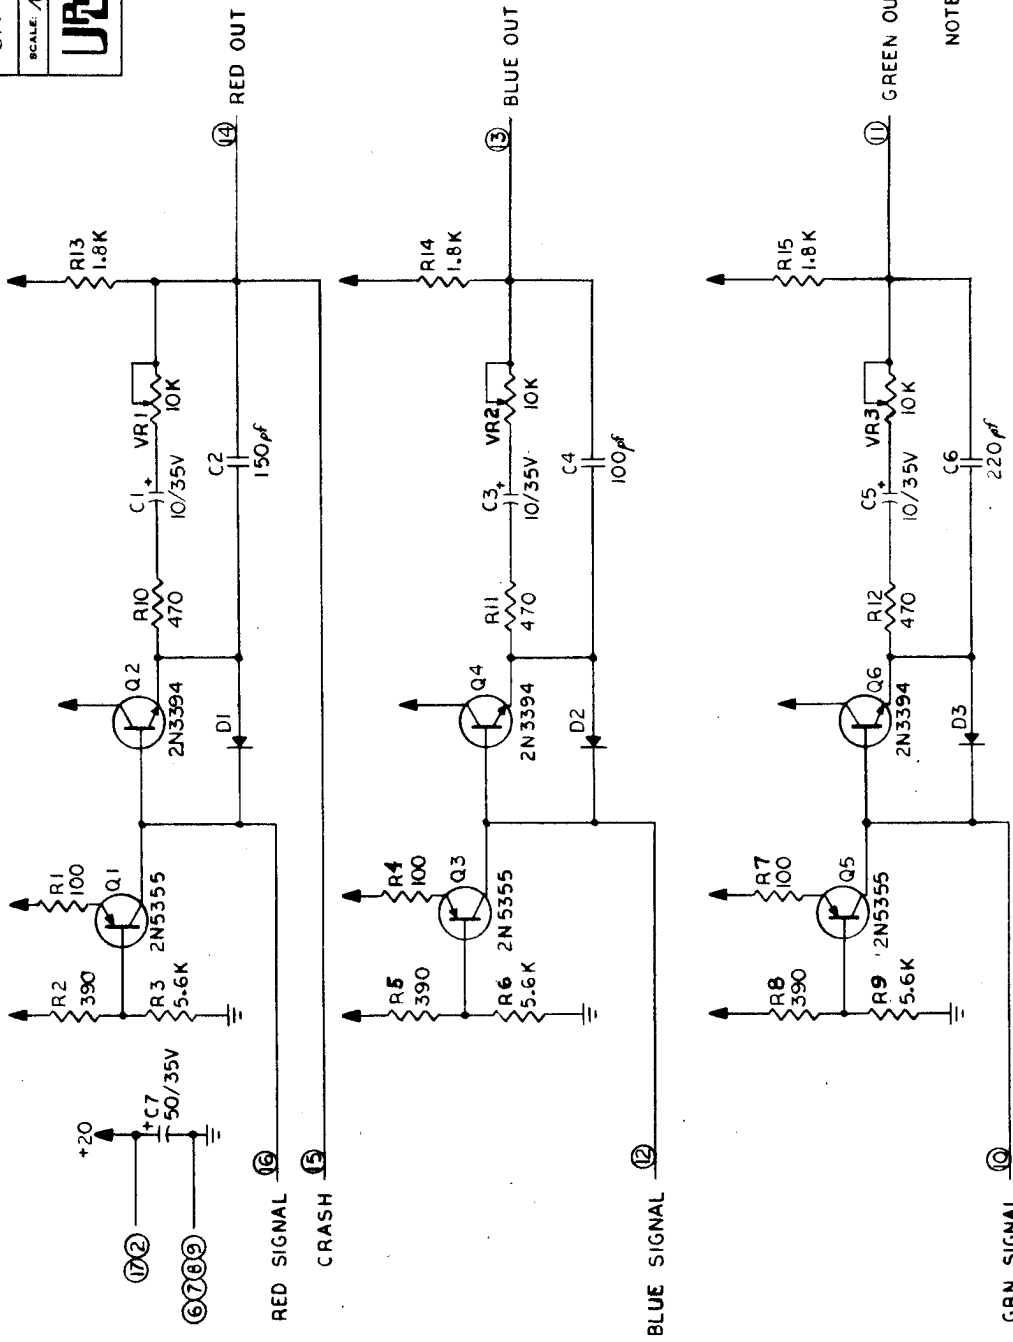 SCALE:
RED OUT
14
R13
1.8K
VR1
10K
C1
+
10/35V
C2
150pf
R10
470
Q2
2N3394
D1
R1
100
Q1
2N5355
R2
390
R3
5.6K
+20
+C7
50/35V
17 2
6 7 8 9
16
RED SIGNAL
15
CRASH
BLUE OUT
13
R14
1.8K
VR2
10K
C3
+
10/35V
C4
100pf
R11
470
Q4
2N3394
D2
R4
100
Q3
2N5355
R5
390
R6
5.6K
12
BLUE SIGNAL
GREEN OU
11
R15
1.8K
VR3
10K
C5
+
10/35V
C6
220pf
R12
470
Q6
2N3394
D3
R7
100
Q5
2N5355
R8
390
R9
5.6K
10
GRN SIGNAL
NOTE